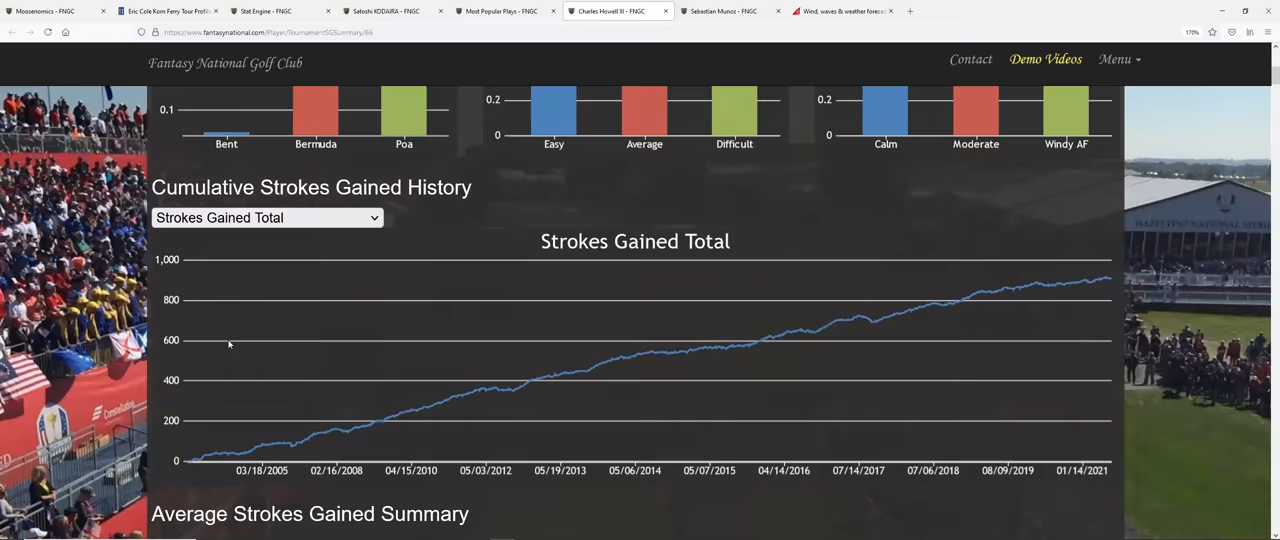 Moosenomics - FNGC
Eric Cole Korn Ferry Tour Profil
Stat Engine - FNGC
Satoshi KODAIRA - FNGC
Most Popular Plays - FNGC
Charles Howell III - FNGC
Sebastian Munoz - FNGC
Wind, waves & weather foreca
https://www.fantasynational.com/Player/TournamentSGSummary/66
170%
Fantasy National Golf Club
Contact
Demo Videos
Menu
0.1
Bent
Bermuda
Poa
0.2
0
Easy
Average
Difficult
0.2
0
Calm
Moderate
Windy AF
Cumulative Strokes Gained History
Strokes Gained Total
Strokes Gained Total
1,000
800
600
400
200
0
03/18/2005
02/16/2008
04/15/2010
05/03/2012
05/19/2013
05/06/2014
05/07/2015
04/14/2016
07/14/2017
07/06/2018
08/09/2019
01/14/2021
Average Strokes Gained Summary